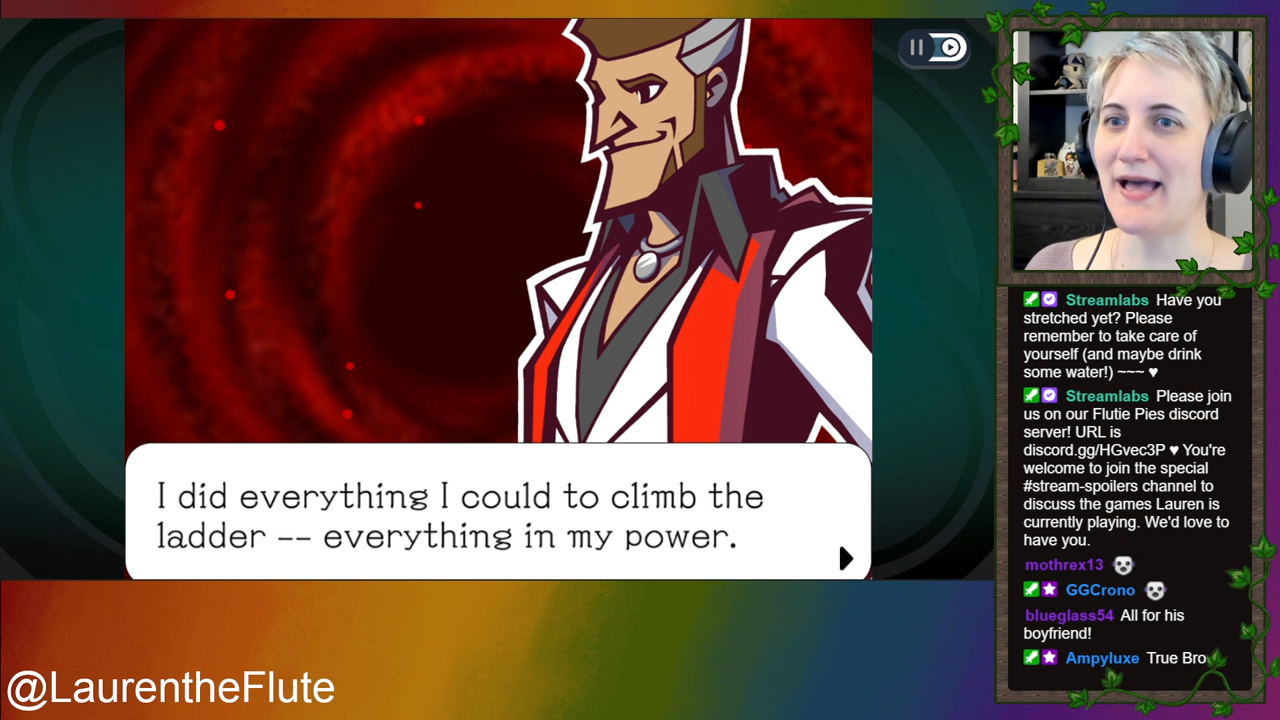 I did everything I could to climb the
ladder -- everything in my power.
@LaurentheFlute
Streamlabs Have you
stretched yet? Please
remember to take care of
yourself (and maybe drink
some water!) ~~~ ♥
Streamlabs Please join
us on our Flutie Pies discord
server! URL is
discord.gg/HGvec3P ♥ You're
welcome to join the special
#stream-spoilers channel to
discuss the games Lauren is
currently playing. We'd love to
have you.
mothrex13
GGCrono
blueglass54 All for his
boyfriend!
Ampyluxe True Bro